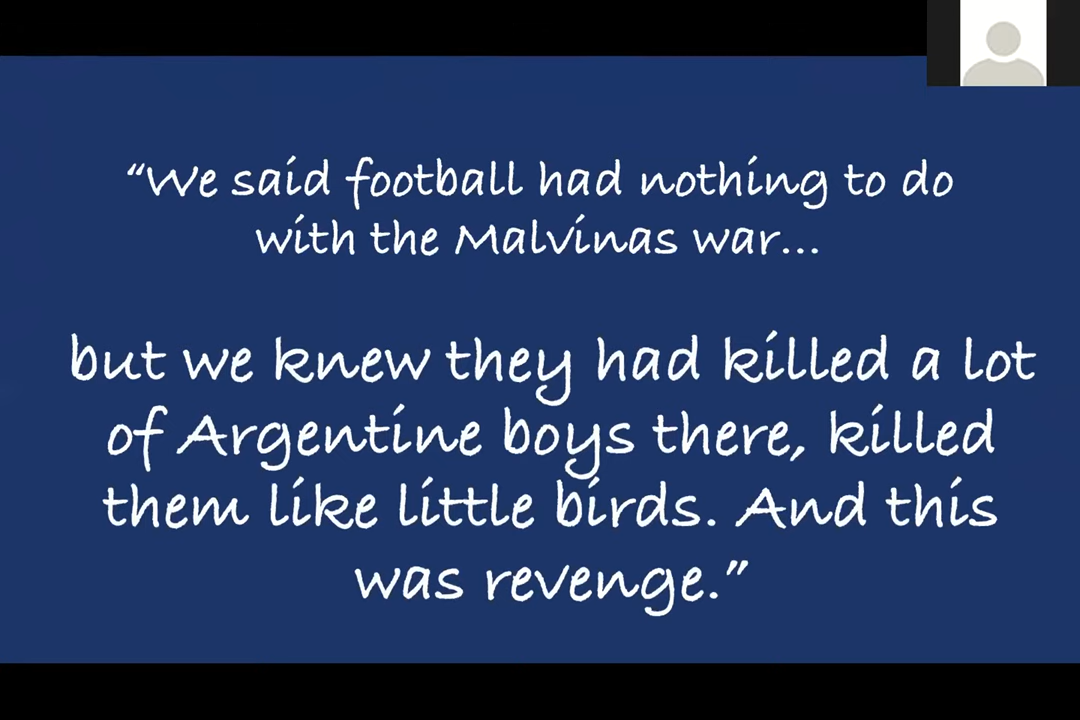 “We said football had nothing to do
with the Malvinas war...
but we knew they had killed a lot
of Argentine boys there, killed
them like little birds. And this
was revenge.”